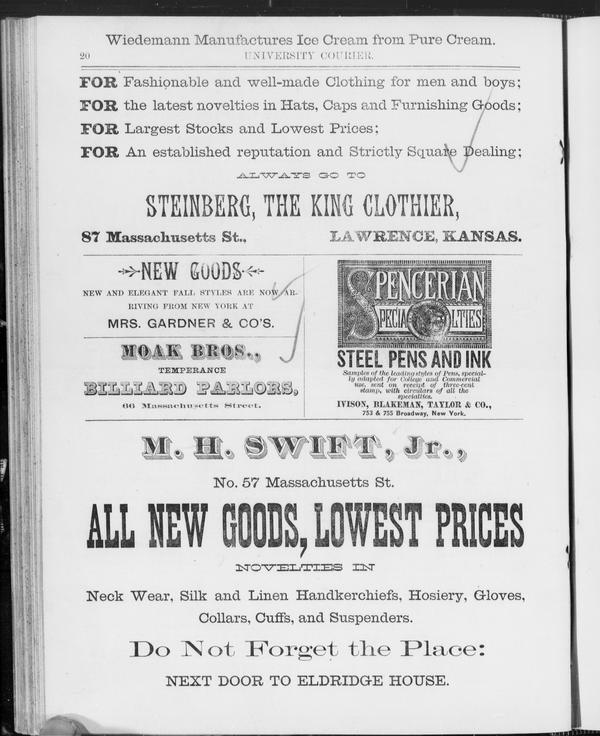 Wiedemann Manufactures Ice Cream from Pure Cream.
20 UNIVERSITY COURIER.
FOR Fashionable and well-made Clothing for men and boys;
FOR the latest novelties in Hats, Caps and Furnishing Goods;
FOR Largest Stocks and Lowest Prices;
FOR An established reputation and Strictly Square Dealing;
ALWAYS GO TO
STEINBERG, THE KING CLOTHIER,
87 Massachusetts St., LAWRENCE, KANSAS.
NEW GOODS
NEW AND ELEGANT FALL STYLES ARE NOW AR-
RIVING FROM NEW YORK AT
MRS. GARDNER & CO'S.
MOAK BROS.,
TEMPERANCE
BILLIARD PARLORS,
66 Massachusetts Street.
SPENCERIAN
SPECIALTIES
STEEL PENS AND INK
Samples of the leading styles of Pens, special-
ly adapted for College and Commercial
use, sent on receipt of three-cent
stamp, with circulars of all the
specialties.
IVISON, BLAKEMAN, TAYLOR & CO.,
753 & 755 Broadway, New York.
M. H. SWIFT, Jr.,
No. 57 Massachusetts St.
ALL NEW GOODS, LOWEST PRICES
NOVELTIES IN
Neck Wear, Silk and Linen Handkerchiefs, Hosiery, Gloves,
Collars, Cuffs, and Suspenders.
Do Not Forget the Place:
NEXT DOOR TO ELDRIDGE HOUSE.